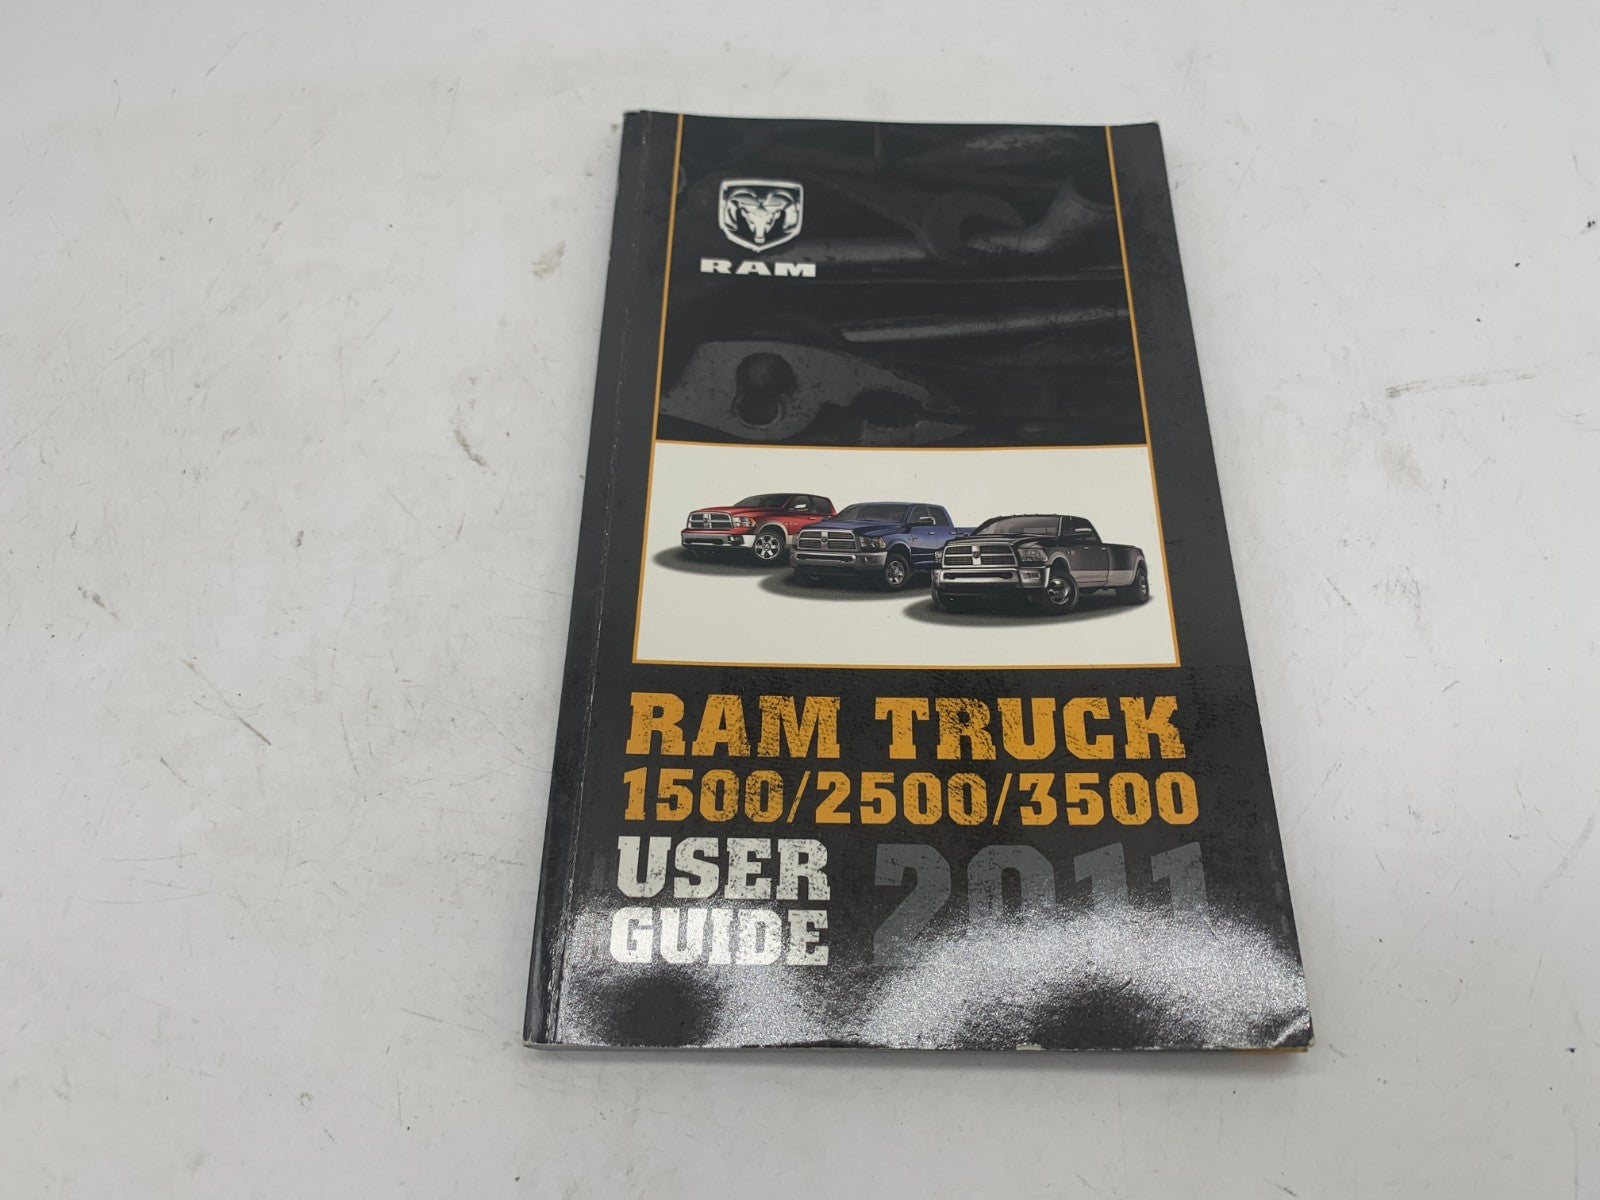 RAM
RAM TRUCK
1500/2500/3500
USER
GUIDE
2011